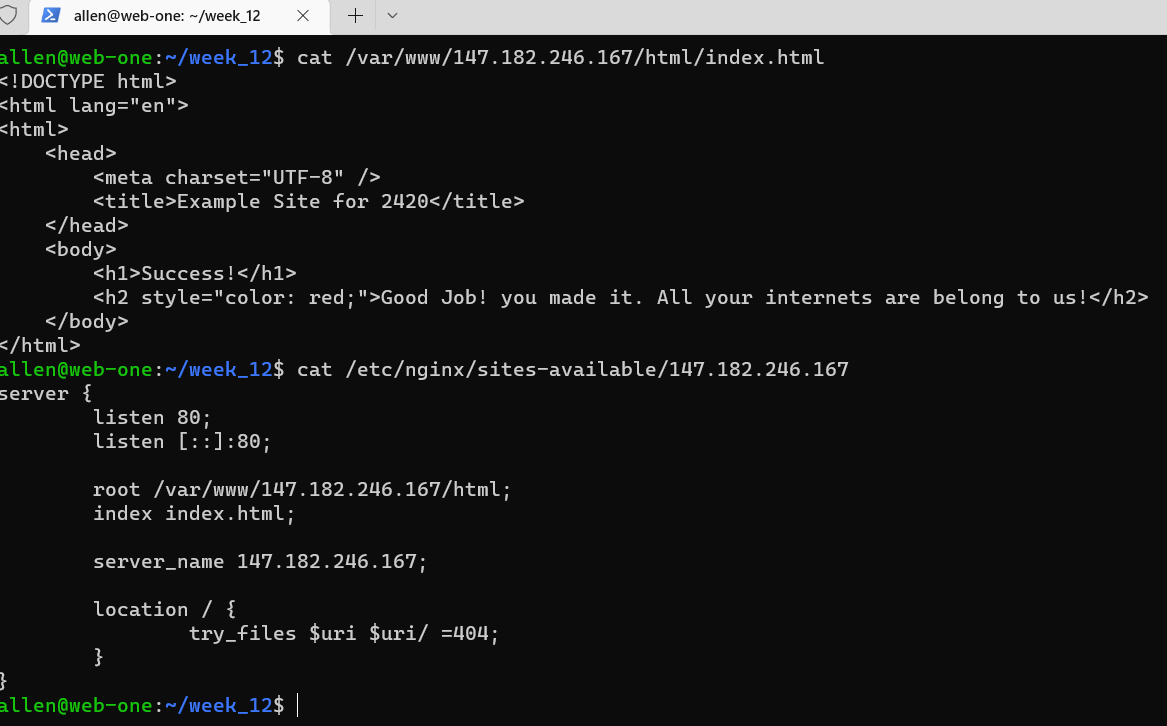 allen@web-one: ~/week_12
allen@web-one:~/week_12$ cat /var/www/147.182.246.167/html/index.html
<!DOCTYPE html>
<html lang="en">
<html>
    <head>
        <meta charset="UTF-8" />
        <title>Example Site for 2420</title>
    </head>
    <body>
        <h1>Success!</h1>
        <h2 style="color: red;">Good Job! you made it. All your internets are belong to us!</h2>
    </body>
</html>
allen@web-one:~/week_12$ cat /etc/nginx/sites-available/147.182.246.167
server {
        listen 80;
        listen [::]:80;

        root /var/www/147.182.246.167/html;
        index index.html;

        server_name 147.182.246.167;

        location / {
                try_files $uri $uri/ =404;
        }
}
allen@web-one:~/week_12$